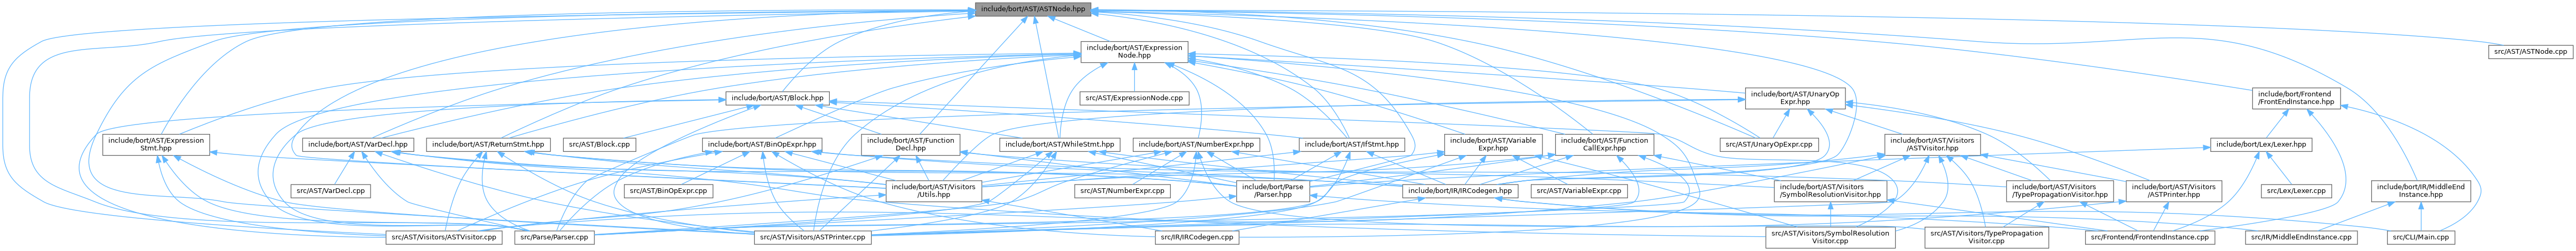 include/bort/AST/ASTNode.hpp
include/bort/AST/Expression
Node.hpp
src/AST/ASTNode.cpp
include/bort/AST/Block.hpp
src/AST/ExpressionNode.cpp
include/bort/AST/UnaryOp
Expr.hpp
include/bort/Frontend
/FrontEndInstance.hpp
include/bort/AST/Expression
Stmt.hpp
include/bort/AST/VarDecl.hpp
include/bort/AST/ReturnStmt.hpp
src/AST/Block.cpp
include/bort/AST/BinOpExpr.hpp
include/bort/AST/Function
Decl.hpp
include/bort/AST/WhileStmt.hpp
include/bort/AST/NumberExpr.hpp
include/bort/AST/IfStmt.hpp
include/bort/AST/Variable
Expr.hpp
include/bort/AST/Function
CallExpr.hpp
src/AST/UnaryOpExpr.cpp
include/bort/AST/Visitors
/ASTVisitor.hpp
include/bort/Lex/Lexer.hpp
src/AST/VarDecl.cpp
src/AST/BinOpExpr.cpp
include/bort/AST/Visitors
/Utils.hpp
src/AST/NumberExpr.cpp
include/bort/Parse
/Parser.hpp
include/bort/IR/IRCodegen.hpp
src/AST/VariableExpr.cpp
include/bort/AST/Visitors
/SymbolResolutionVisitor.hpp
include/bort/AST/Visitors
/TypePropagationVisitor.hpp
include/bort/AST/Visitors
/ASTPrinter.hpp
src/Lex/Lexer.cpp
include/bort/IR/MiddleEnd
Instance.hpp
src/AST/Visitors/ASTVisitor.cpp
src/Parse/Parser.cpp
src/AST/Visitors/ASTPrinter.cpp
src/IR/IRCodegen.cpp
src/AST/Visitors/SymbolResolution
Visitor.cpp
src/AST/Visitors/TypePropagation
Visitor.cpp
src/Frontend/FrontendInstance.cpp
src/IR/MiddleEndInstance.cpp
src/CLI/Main.cpp